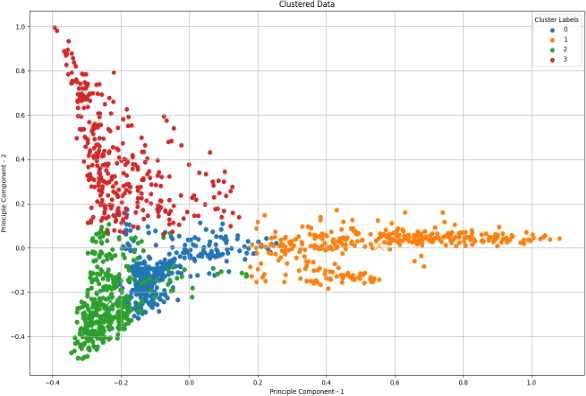 Clustered Data
Cluster Labels
0
1
2
3
1.0
0.8
0.6
0.4
0.2
0.0
−0.2
−0.4
Principle Component - 2
−0.4 −0.2 0.0 0.2 0.4 0.6 0.8 1.0
Principle Component - 1